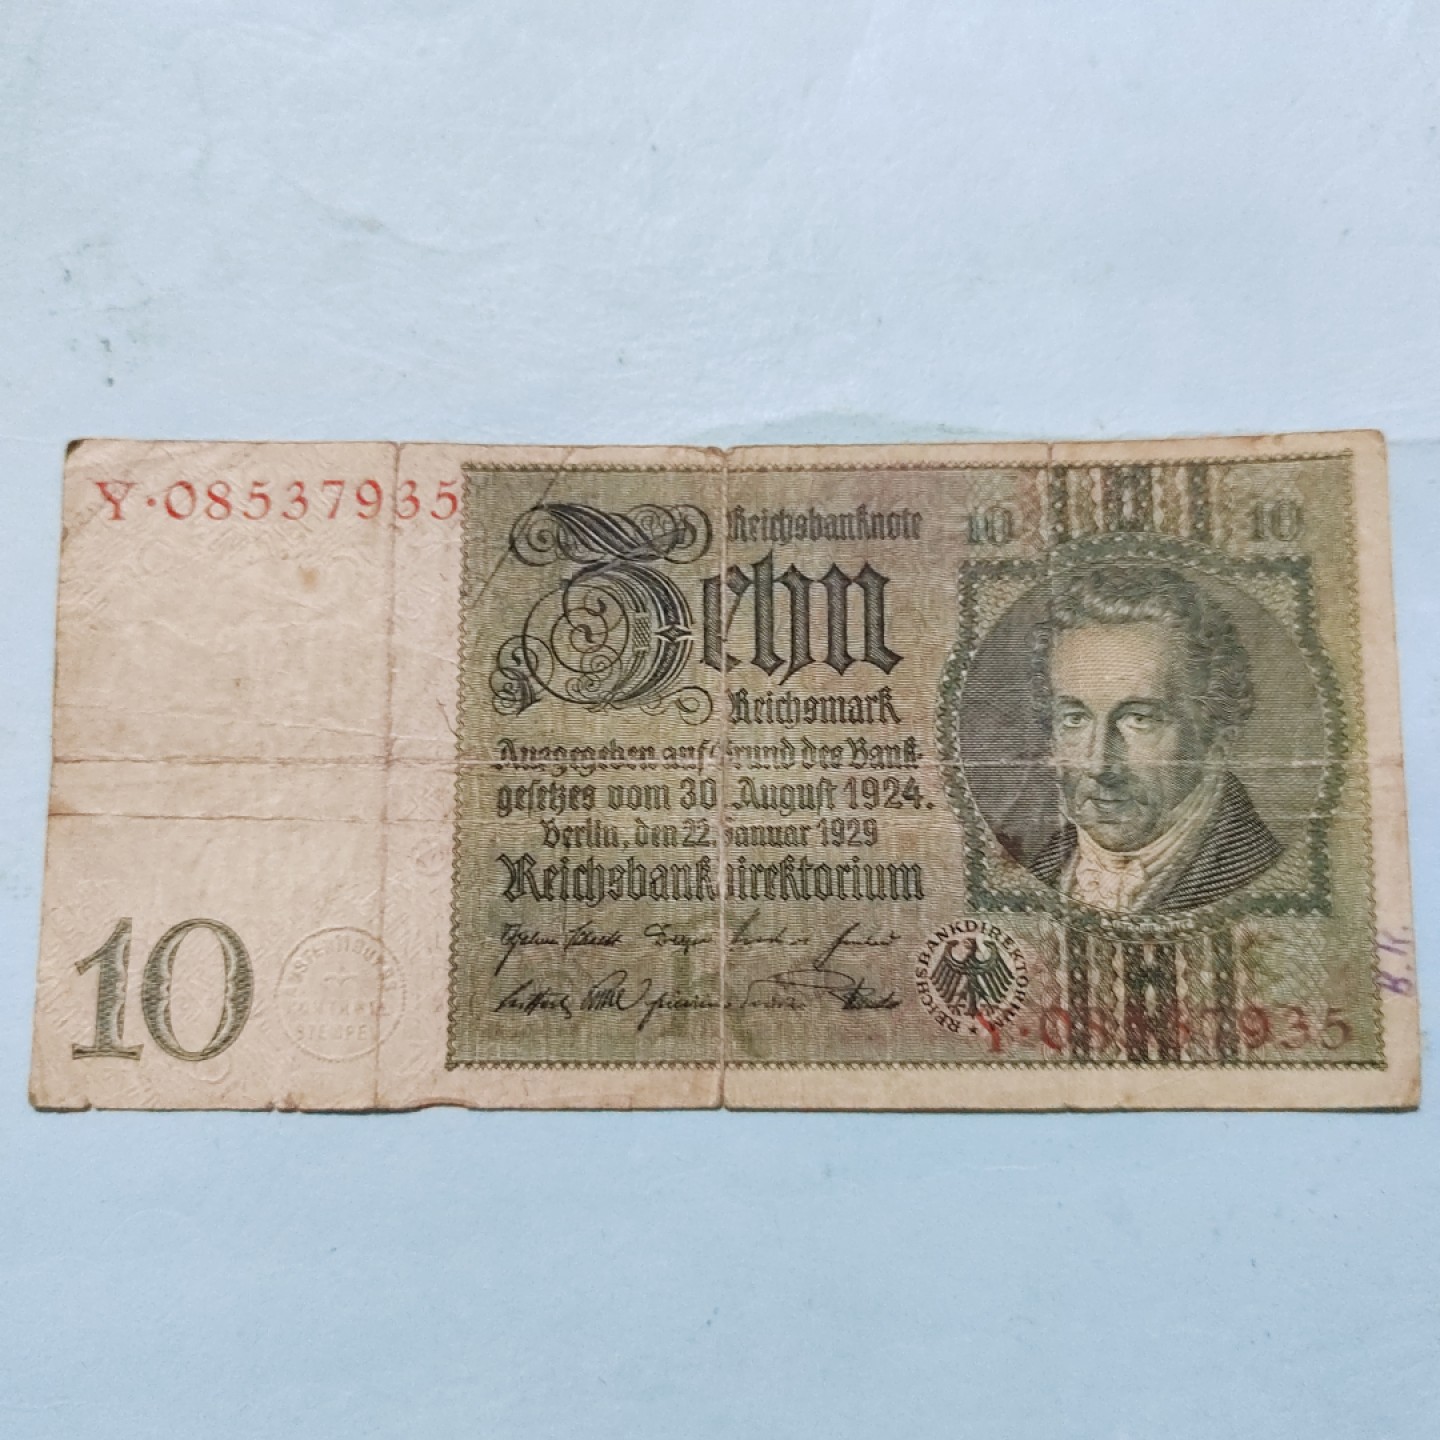 Y·08537935
Reichsbanknote
10
10
Zehn
Reichsmark
Ausgegeben auf Grund des Bank-
gesetzes vom 30. August 1924.
Berlin, den 22. Januar 1929
Reichsbankdirektorium
REICHSBANKDIREKTORIUM
10
Y·08537935
B.K.